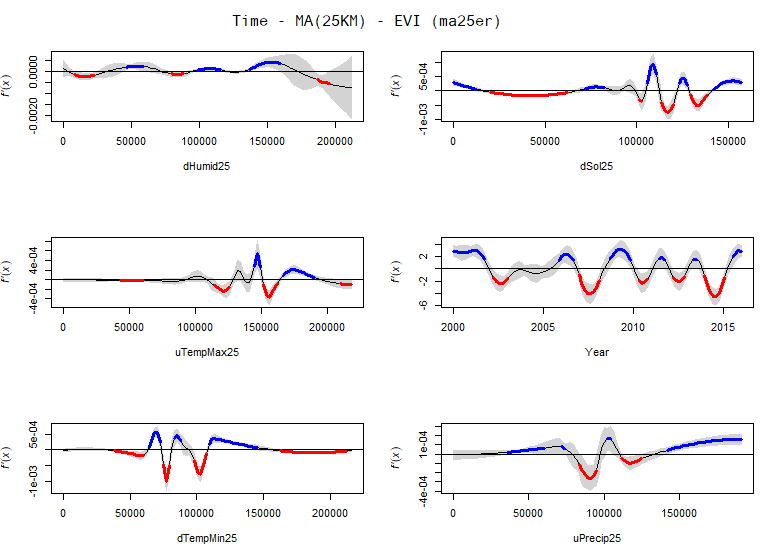 Time - MA(25KM) - EVI (ma25er)
f'(x)
0.0000
-0.0020
0 50000 100000 150000 200000
dHumid25
f'(x)
5e-04
-1e-03
0 50000 100000 150000
dSol25
f'(x)
4e-04
-4e-04
0 50000 100000 150000 200000
uTempMax25
f'(x)
2
-2
-6
2000 2005 2010 2015
Year
f'(x)
5e-04
-1e-03
0 50000 100000 150000 200000
dTempMin25
f'(x)
1e-04
-4e-04
0 50000 100000 150000
uPrecip25